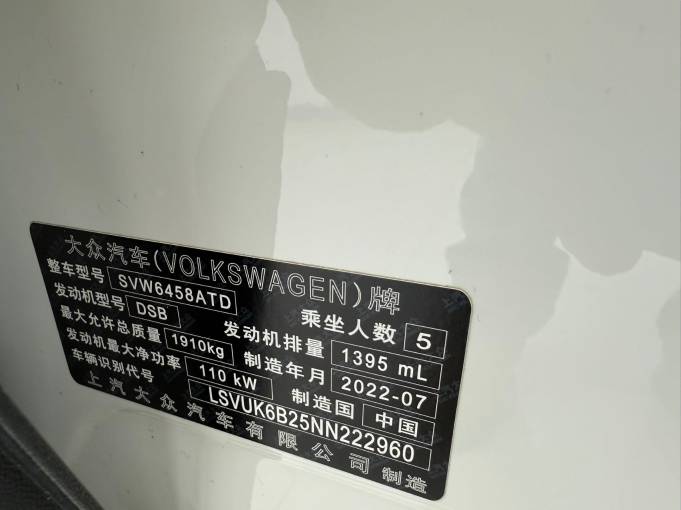 大众汽车(VOLKSWAGEN)牌
整车型号 SVW6458ATD 乘坐人数 5
发动机型号 DSB 发动机排量 1395 mL
最大允许总质量 1910kg 制造年月 2022-07
发动机最大净功率 110 kW 制造国 中国
车辆识别代号 LSVUK6B25NN222960
上汽大众汽车有限公司制造